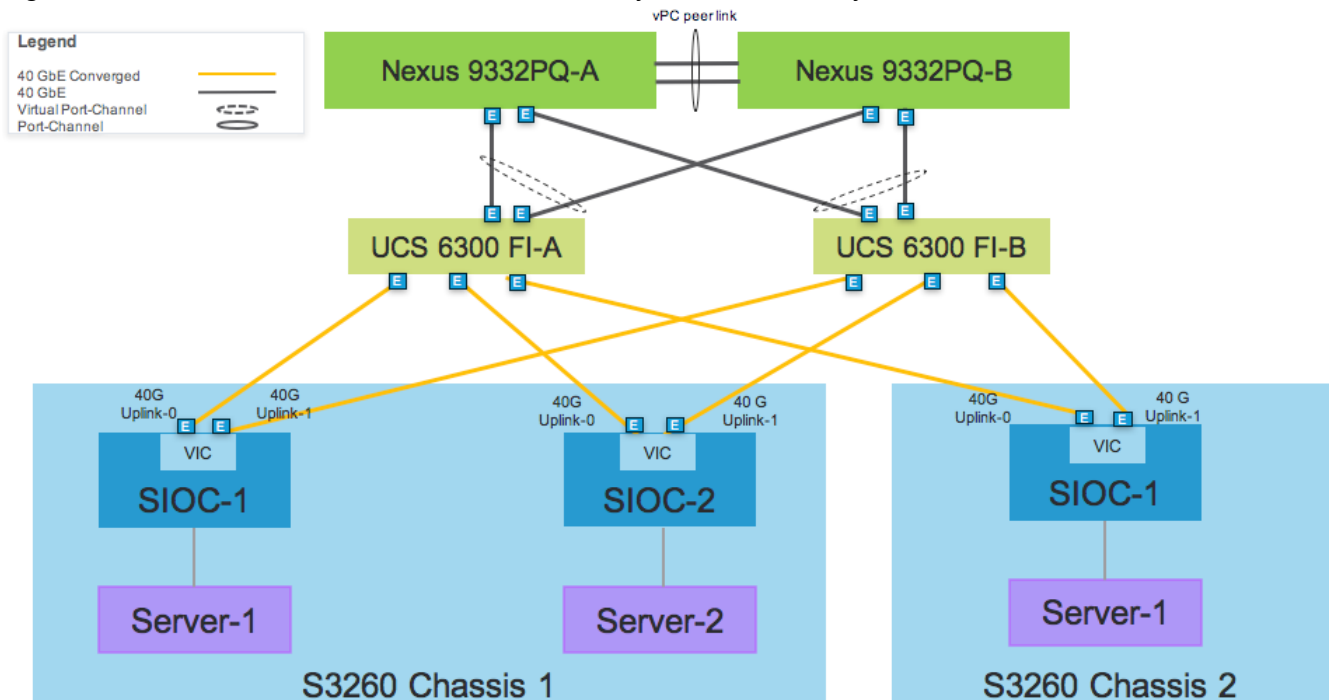 vPC peer link
Legend
40 GbE Converged
40 GbE
Virtual Port-Channel
Port-Channel
Nexus 9332PQ-A
Nexus 9332PQ-B
E E E E
E E E E
UCS 6300 FI-A
UCS 6300 FI-B
E E E E E E
40G
Uplink-0
40G
Uplink-1
40G
Uplink-0
40 G
Uplink-1
40G
Uplink-0
40 G
Uplink-1
E E E E E E
VIC
VIC
VIC
SIOC-1
SIOC-2
SIOC-1
Server-1
Server-2
Server-1
S3260 Chassis 1
S3260 Chassis 2